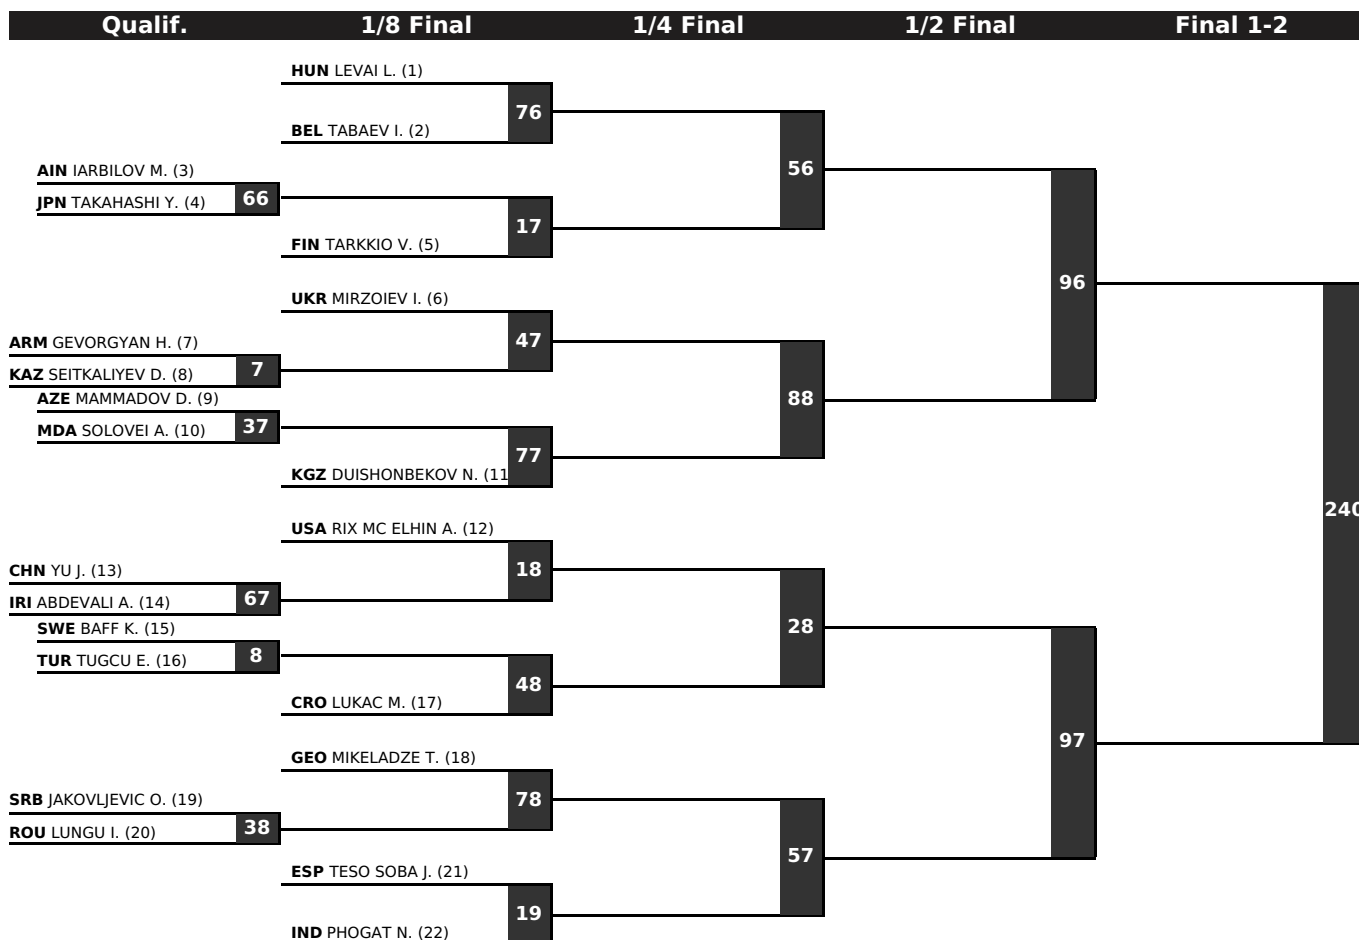 Qualif. 1/8 Final 1/4 Final 1/2 Final Final 1-2
HUN LEVAI L. (1)
76
BEL TABAEV I. (2)
56
AIN IARBILOV M. (3)
JPN TAKAHASHI Y. (4) 66
17
FIN TARKKIO V. (5)
96
UKR MIRZOIEV I. (6)
47
ARM GEVORGYAN H. (7)
KAZ SEITKALIYEV D. (8) 7
88
AZE MAMMADOV D. (9)
MDA SOLOVEI A. (10) 37
77
KGZ DUISHONBEKOV N. (11
240
USA RIX MC ELHIN A. (12)
18
CHN YU J. (13)
IRI ABDEVALI A. (14) 67
28
SWE BAFF K. (15)
TUR TUGCU E. (16) 8
48
CRO LUKAC M. (17)
97
GEO MIKELADZE T. (18)
78
SRB JAKOVLJEVIC O. (19)
ROU LUNGU I. (20) 38
57
ESP TESO SOBA J. (21)
19
IND PHOGAT N. (22)